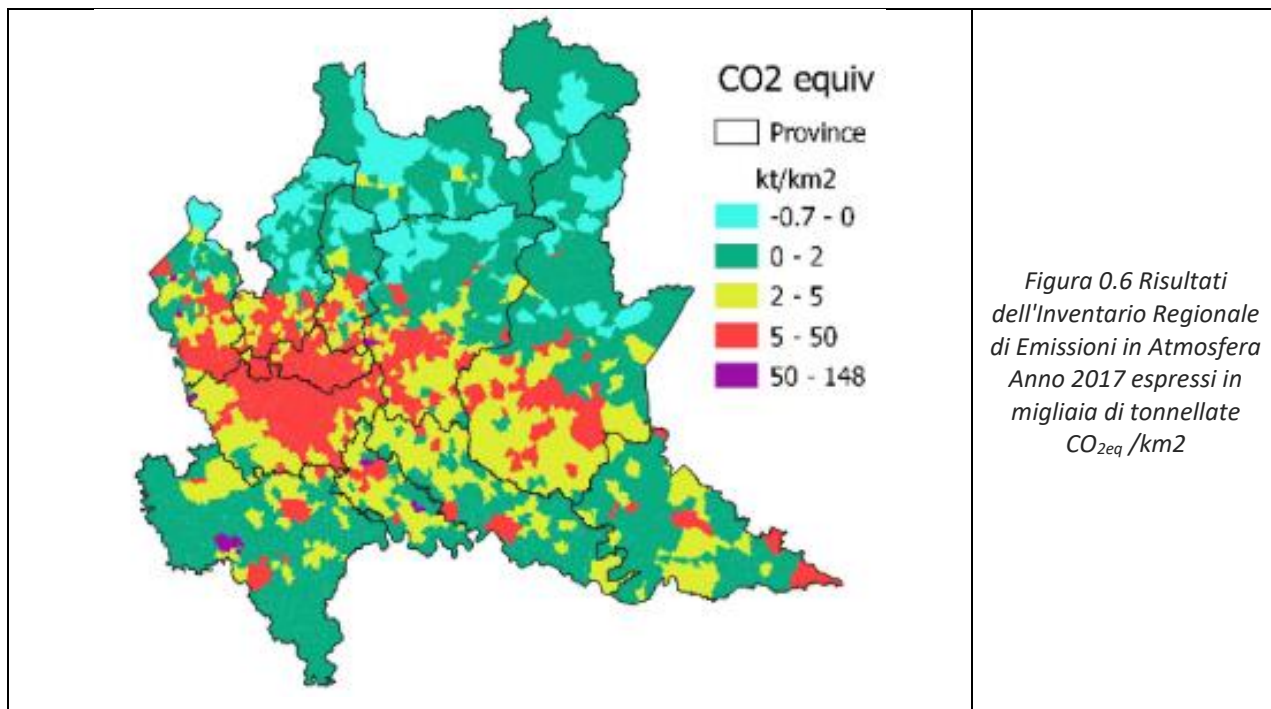 CO2 equiv
Province
kt/km2
-0.7 - 0
0 - 2
2 - 5
5 - 50
50 - 148
Figura 0.6 Risultati
dell'Inventario Regionale
di Emissioni in Atmosfera
Anno 2017 espressi in
migliaia di tonnellate
CO2eq /km2